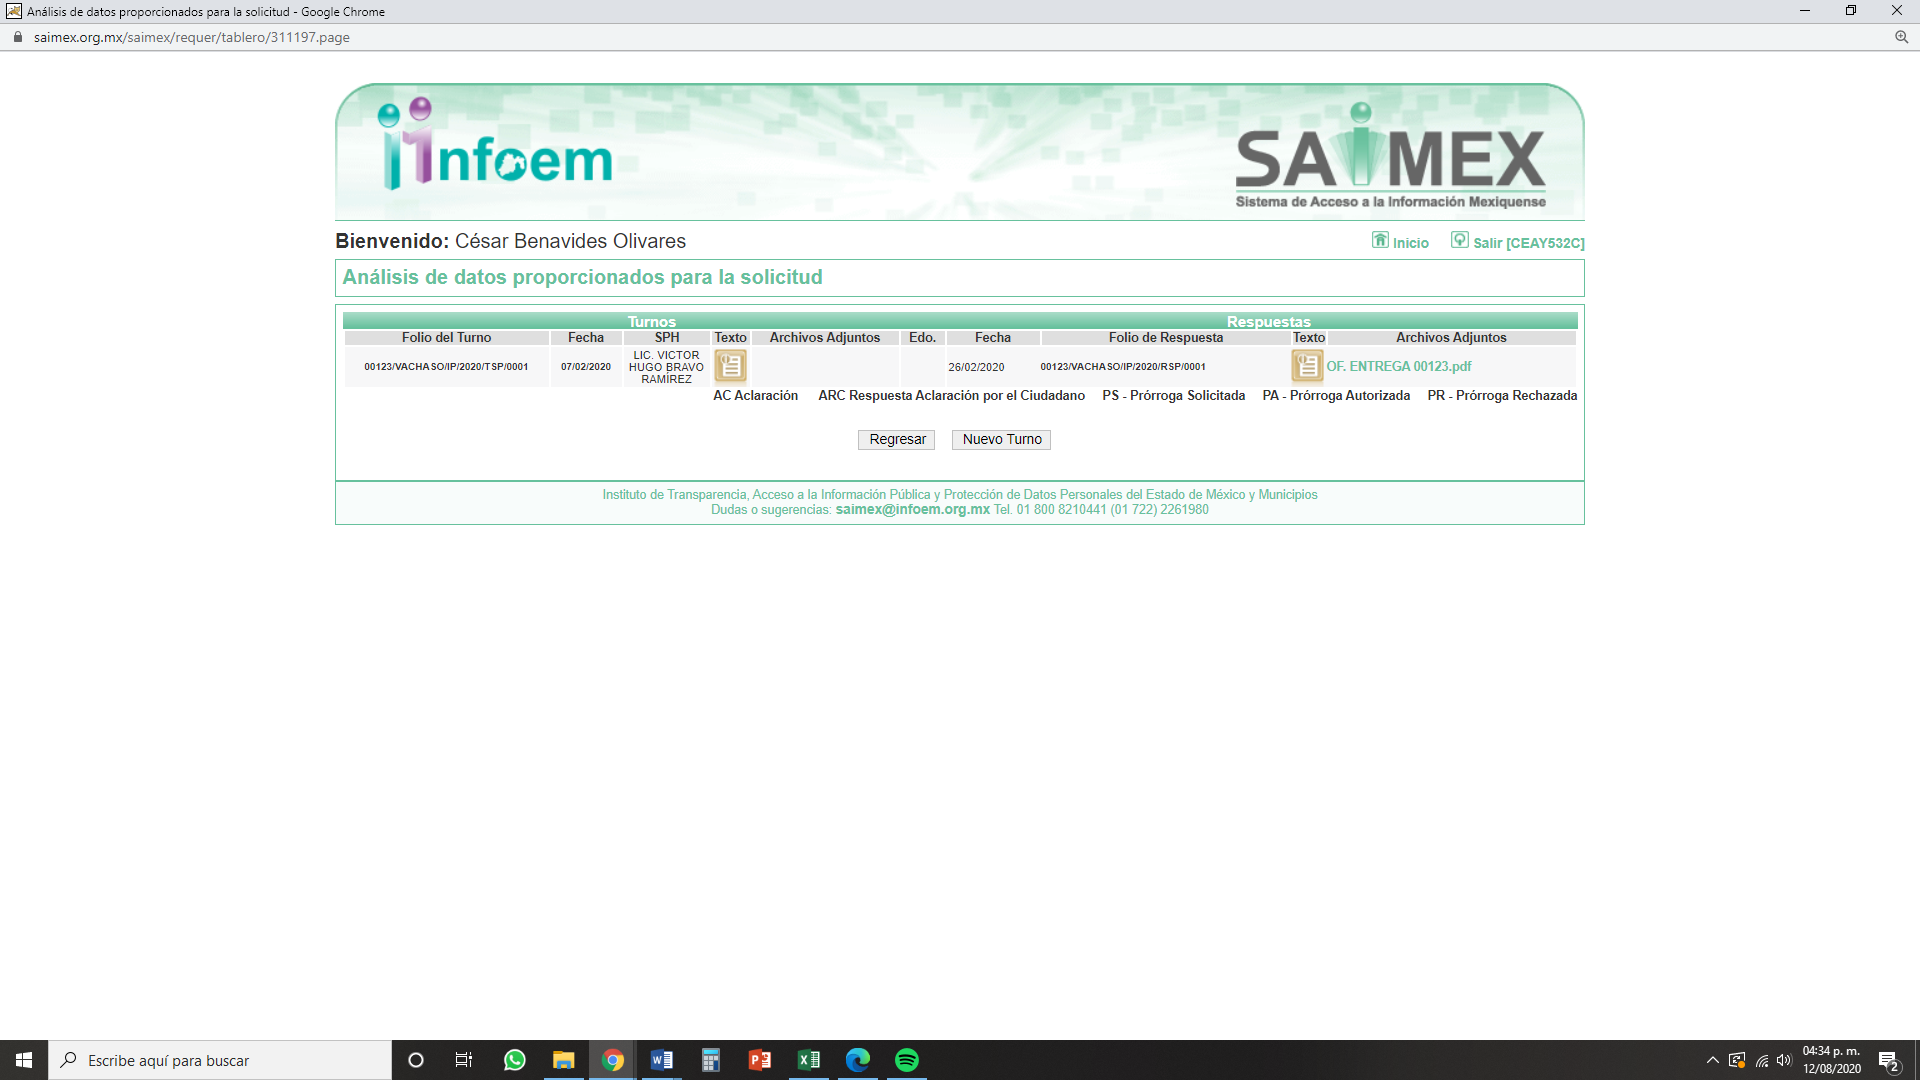 Análisis de datos proporcionados para la solicitud - Google Chrome
saimex.org.mx/saimex/requer/tablero/311197.page
infoem
SAIMEX
Sistema de Acceso a la Información Mexiquense
Bienvenido: César Benavides Olivares
Inicio
Salir [CEAY532C]
Análisis de datos proporcionados para la solicitud
Turnos Respuestas
Folio del Turno Fecha SPH Texto Archivos Adjuntos Edo. Fecha Folio de Respuesta Texto Archivos Adjuntos
00123/VACHASO/IP/2020/TSP/0001 07/02/2020 LIC. VICTOR HUGO BRAVO RAMÍREZ 26/02/2020 00123/VACHASO/IP/2020/RSP/0001 OF. ENTREGA 00123.pdf
AC Aclaración ARC Respuesta Aclaración por el Ciudadano PS - Prórroga Solicitada PA - Prórroga Autorizada PR - Prórroga Rechazada
Regresar Nuevo Turno
Instituto de Transparencia, Acceso a la Información Pública y Protección de Datos Personales del Estado de México y Municipios
Dudas o sugerencias: saimex@infoem.org.mx Tel. 01 800 8210441 (01 722) 2261980
Escribe aquí para buscar
04:34 p. m.
12/08/2020
2